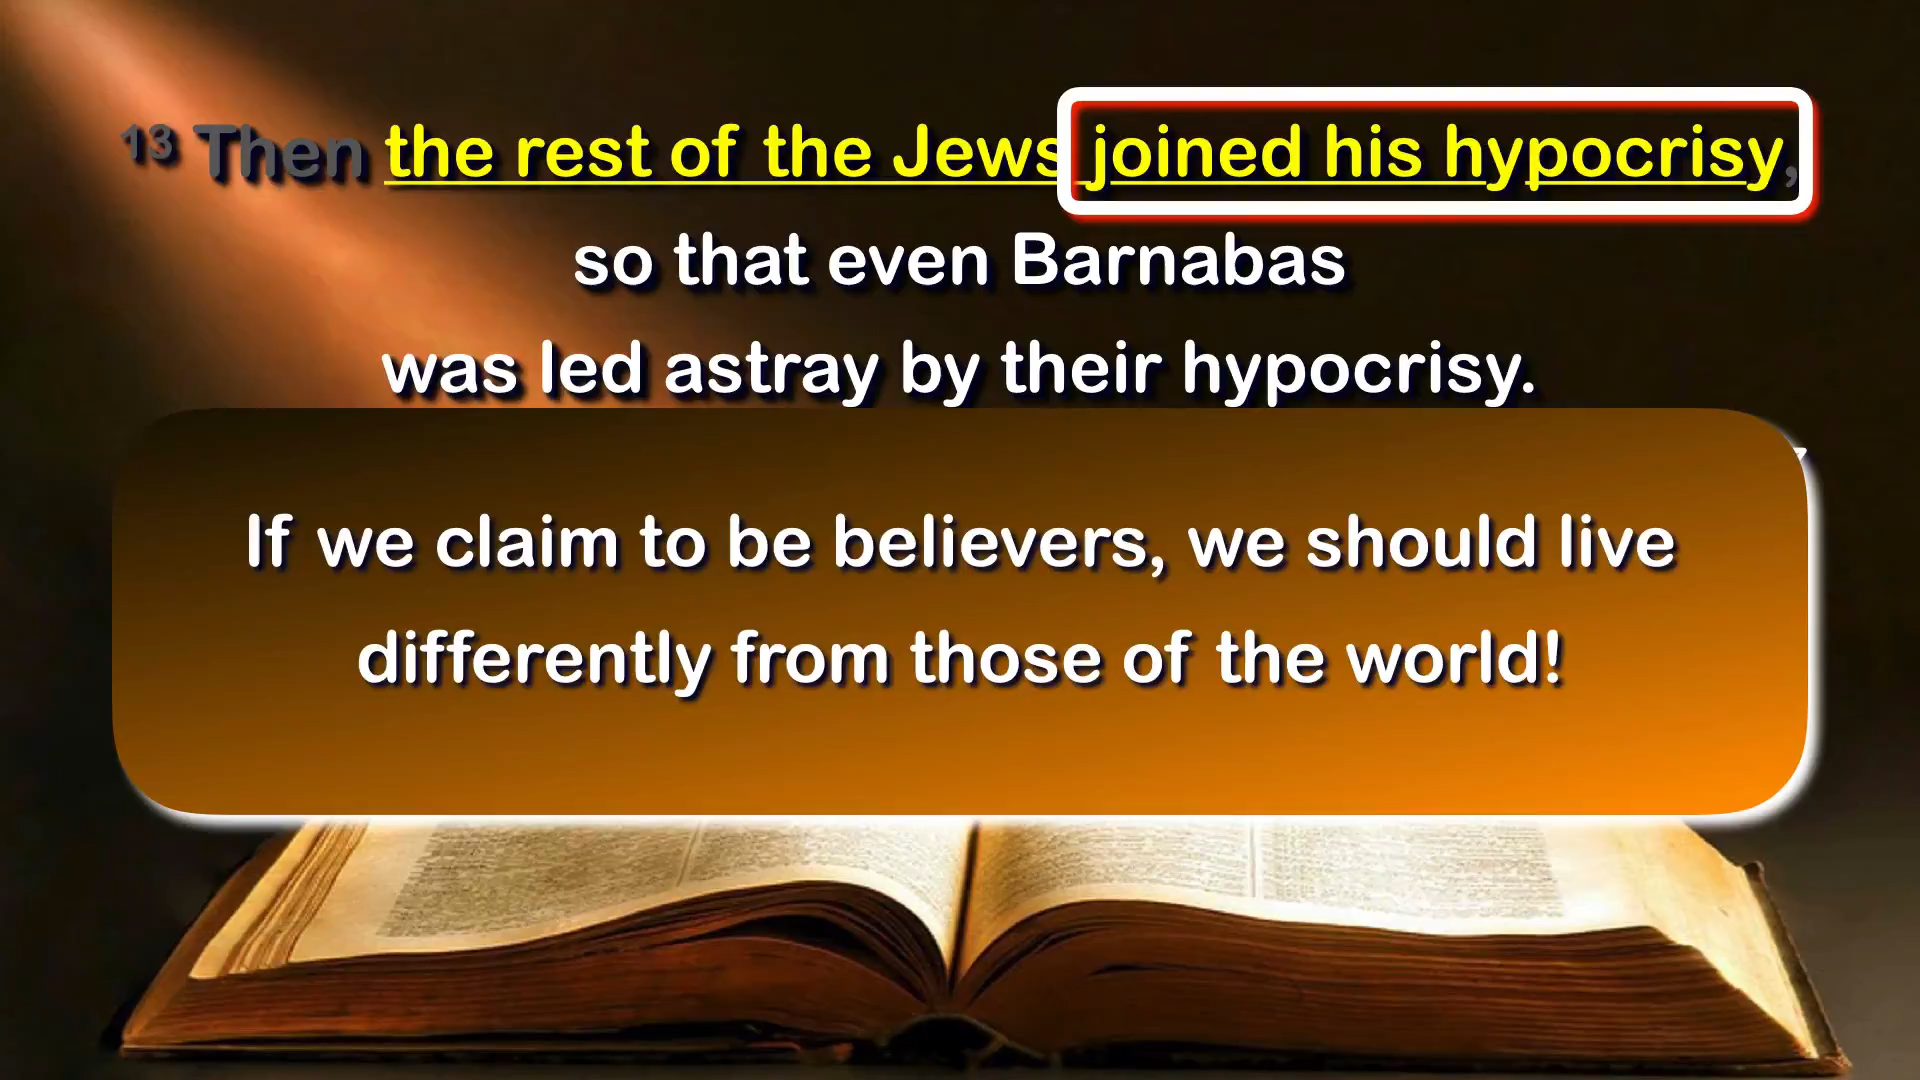 13 Then the rest of the Jews joined his hypocrisy,
so that even Barnabas
was led astray by their hypocrisy.
If we claim to be believers, we should live
differently from those of the world!